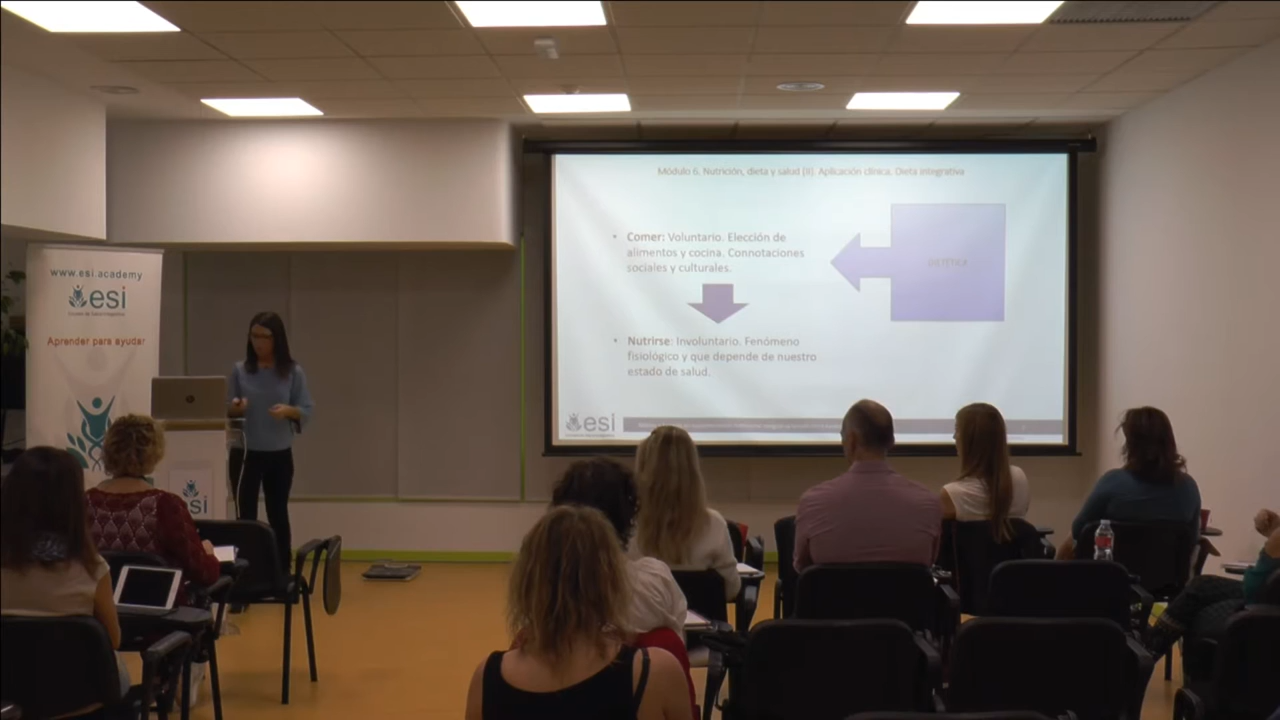 Módulo 6. Nutrición, dieta y salud (II). Aplicación clínica. Dieta integrativa
• Comer: Voluntario. Elección de
alimentos y cocina. Connotaciones
sociales y culturales.
DIETÉTICA
• Nutrirse: Involuntario. Fenómeno
fisiológico y que depende de nuestro
estado de salud.
esi
www.esi.academy
esi
Aprender para ayudar
esi